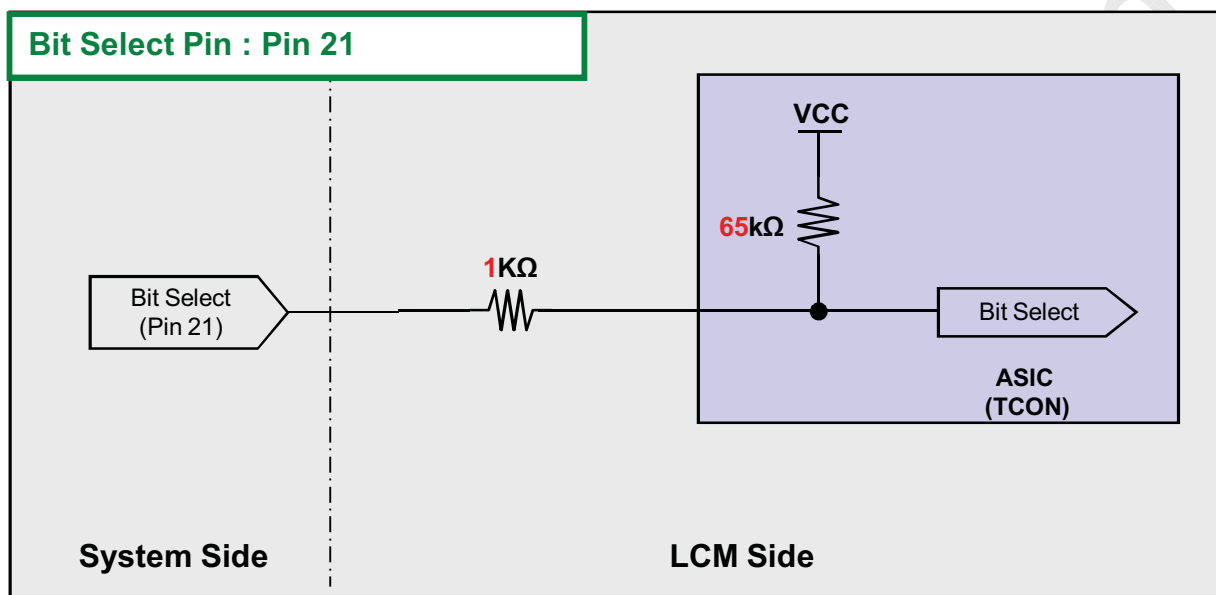 Bit Select Pin : Pin 21
VCC
65kΩ
1KΩ
Bit Select
(Pin 21)
Bit Select
ASIC
(TCON)
System Side
LCM Side